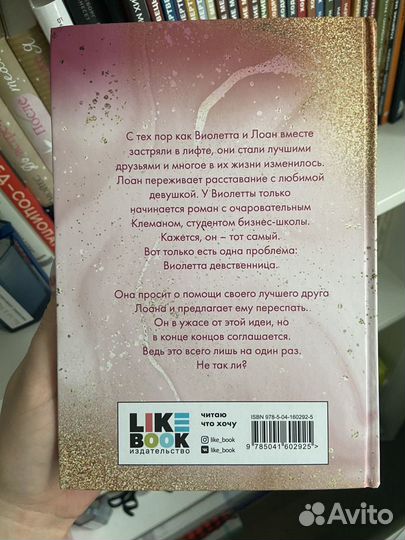 С тех пор как Виолетта и Лоан вместе
застряли в лифте, они стали лучшими
друзьями и многое в их жизни изменилось.
Лоан переживает расставание с любимой
девушкой. У Виолетты только
начинается роман с очаровательным
Клеманом, студентом бизнес-школы.
Кажется, он – тот самый.
Вот только есть одна проблема:
Виолетта девственница.
Она просит о помощи своего лучшего друга
Лоана и предлагает ему переспать.
Он в ужасе от этой идеи, но
в конце концов соглашается.
Ведь это всего лишь на один раз.
Не так ли?
LIKE
BOOK
ИЗДАТЕЛЬСТВО
читаю
что хочу
like_book
like_book
ISBN 978-5-04-160292-5
9 785041 602925 >
После
Avito